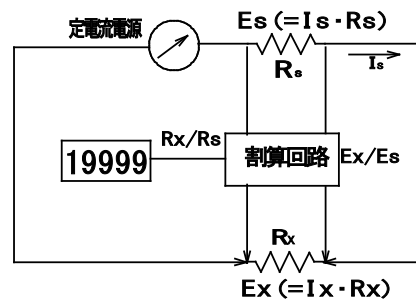 定電流電源
Es(=Is·Rs)
Rs
Is
Rx/Rs
19999
割算回路
Ex/Es
Rx
Ex(=Ix·Rx)